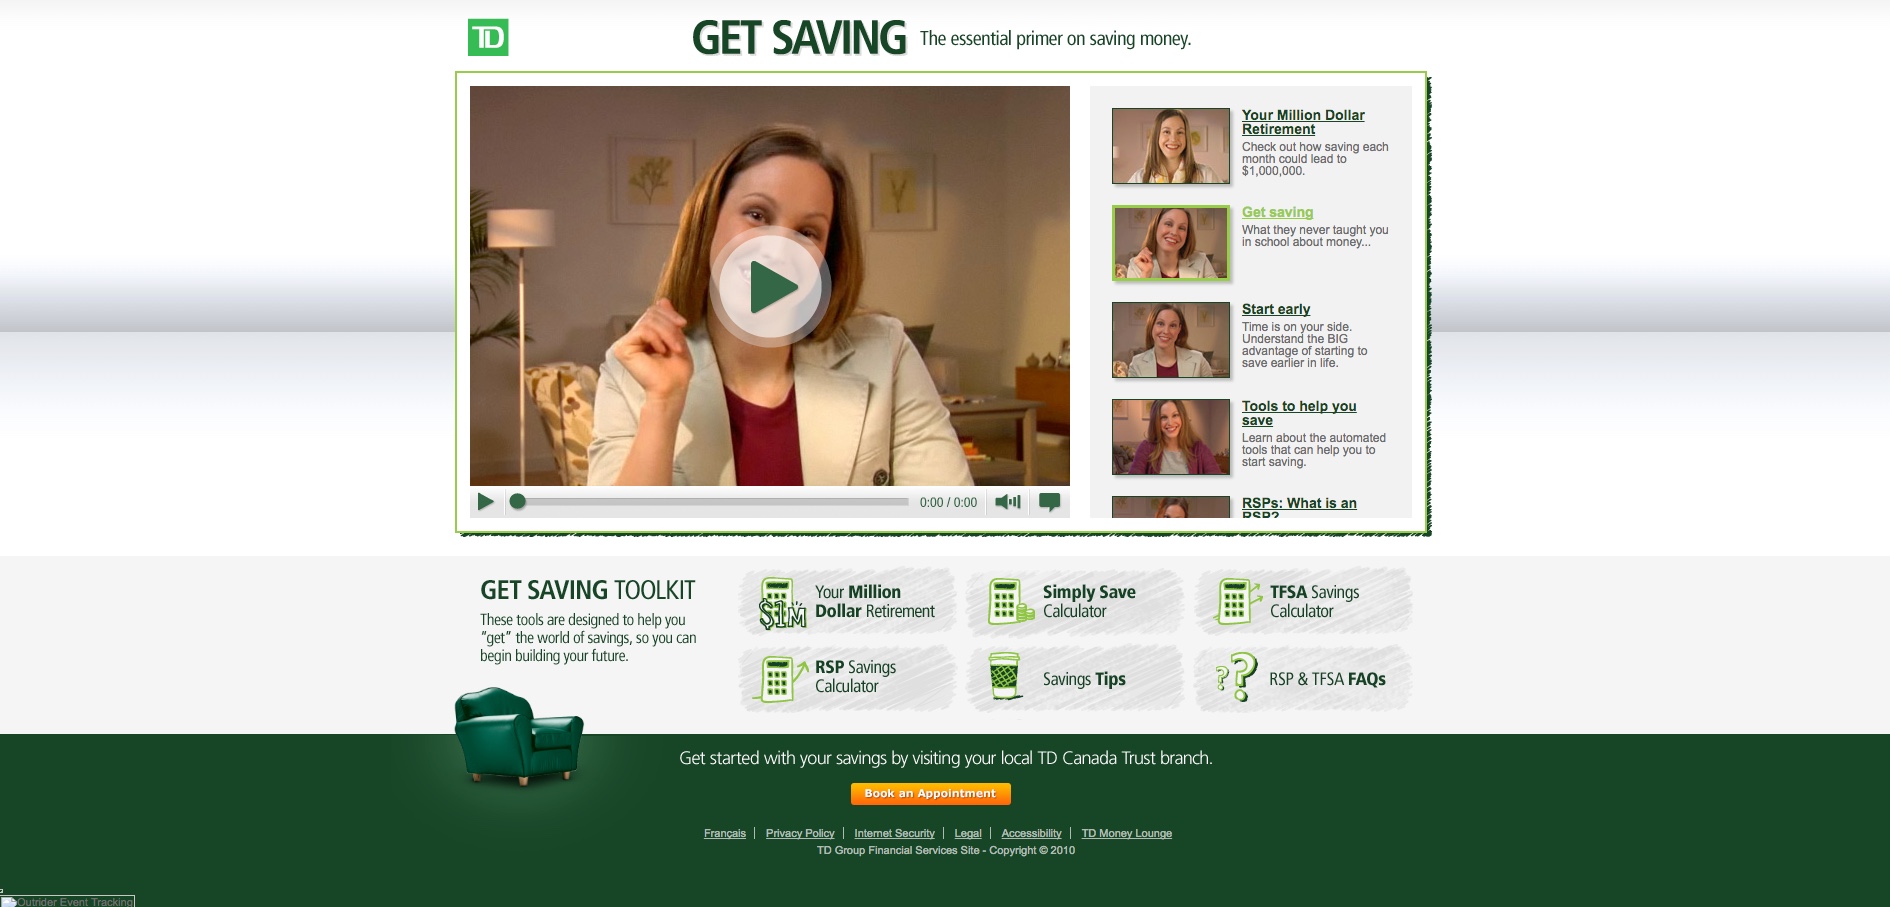 TD
GET SAVING The essential primer on saving money.
Your Million Dollar
Retirement
Check out how saving each
month could lead to
$1,000,000.
Get saving
What they never taught you
in school about money...
Start early
Time is on your side.
Understand the BIG
advantage of starting to
save earlier in life.
Tools to help you
save
Learn about the automated
tools that can help you to
start saving.
RSPs: What is an
RSP?
0:00 / 0:00
GET SAVING TOOLKIT
These tools are designed to help you
"get" the world of savings, so you can
begin building your future.
$1M
Your Million
Dollar Retirement
Simply Save
Calculator
TFSA Savings
Calculator
RSP Savings
Calculator
Savings Tips
??
RSP & TFSA FAQs
Get started with your savings by visiting your local TD Canada Trust branch.
Book an Appointment
Français | Privacy Policy | Internet Security | Legal | Accessibility | TD Money Lounge
TD Group Financial Services Site - Copyright © 2010
Outrider Event Tracking